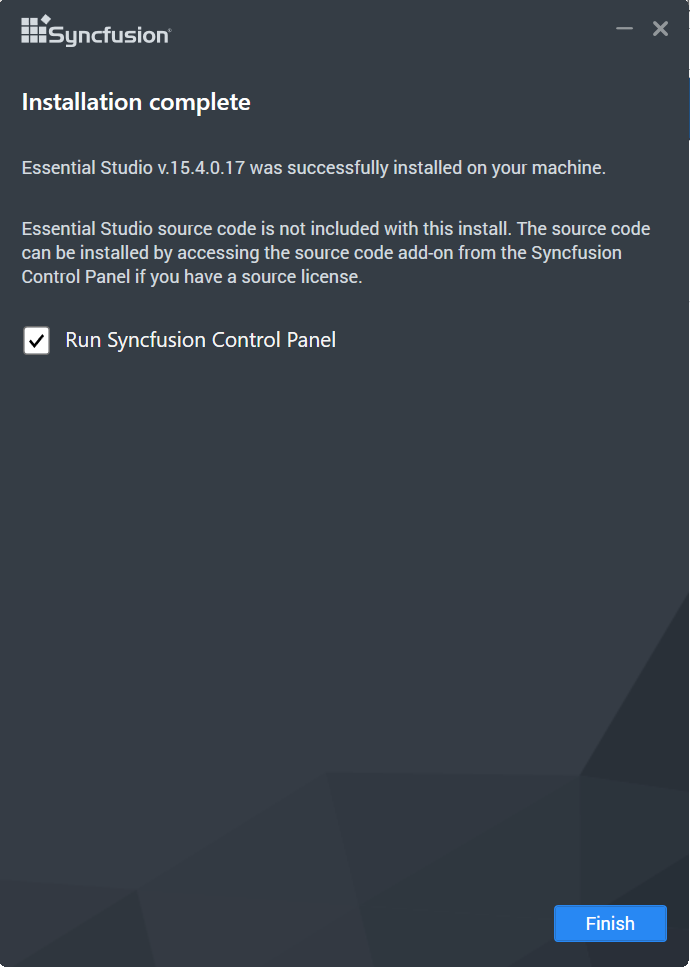 Syncfusion®
Installation complete
Essential Studio v.15.4.0.17 was successfully installed on your machine.
Essential Studio source code is not included with this install. The source code
can be installed by accessing the source code add-on from the Syncfusion
Control Panel if you have a source license.
Run Syncfusion Control Panel
Finish